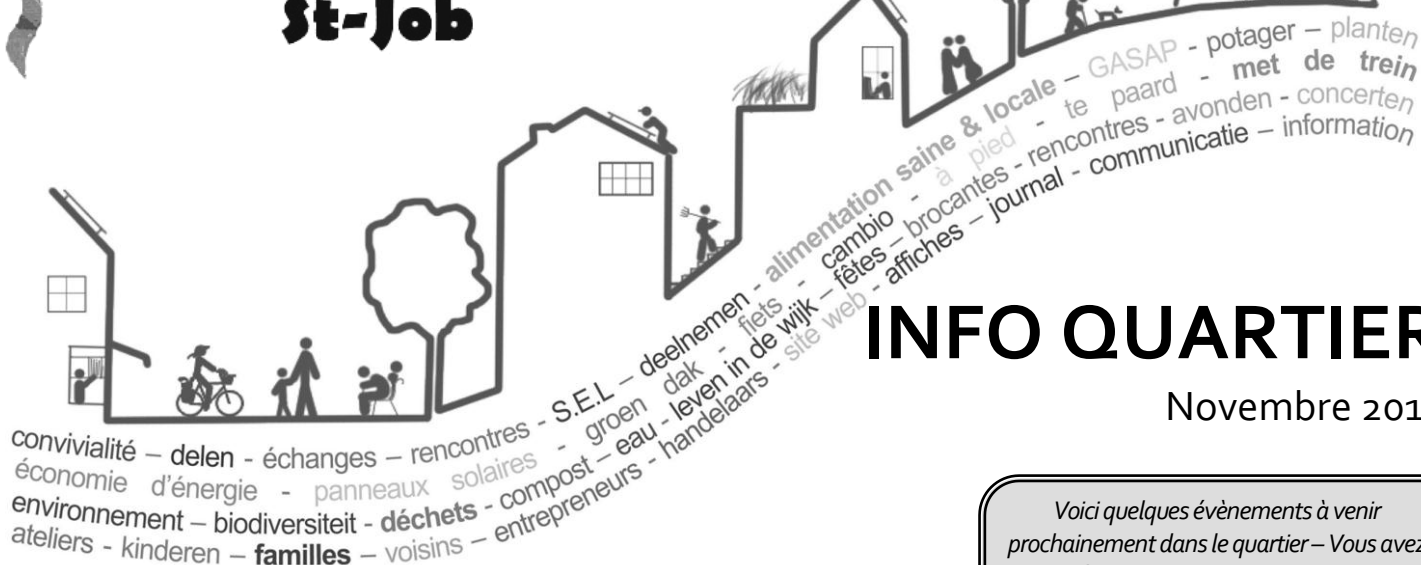 St-Job
convivialité – delen - échanges – rencontres - S.E.L – deelnemen - alimentation saine & locale – GASAP - potager – planten
économie d'énergie - panneaux solaires - groen dak - fiets - cambio - à pied - te paard - met de trein
environnement – biodiversiteit - déchets - compost – eau - leven in de wijk – fêtes – brocantes - rencontres - avonden - concerten
ateliers - kinderen – familles – voisins – entrepreneurs - handelaars - site web - affiches – journal - communicatie – information
INFO QUARTIER
Novembre 201
Voici quelques évènements à venir
prochainement dans le quartier – Vous avez